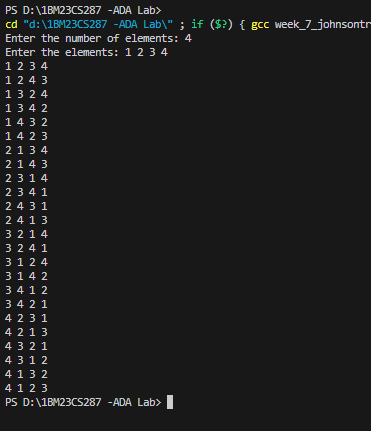 PS D:\1BM23CS287 -ADA Lab>
cd "d:\1BM23CS287 -ADA Lab\" ; if ($?) { gcc week_7_johnsontr
Enter the number of elements: 4
Enter the elements: 1 2 3 4
1 2 3 4
1 2 4 3
1 3 2 4
1 3 4 2
1 4 3 2
1 4 2 3
2 1 3 4
2 1 4 3
2 3 1 4
2 3 4 1
2 4 3 1
2 4 1 3
3 2 1 4
3 2 4 1
3 1 2 4
3 1 4 2
3 4 1 2
3 4 2 1
4 2 3 1
4 2 1 3
4 3 2 1
4 3 1 2
4 1 3 2
4 1 2 3
PS D:\1BM23CS287 -ADA Lab>